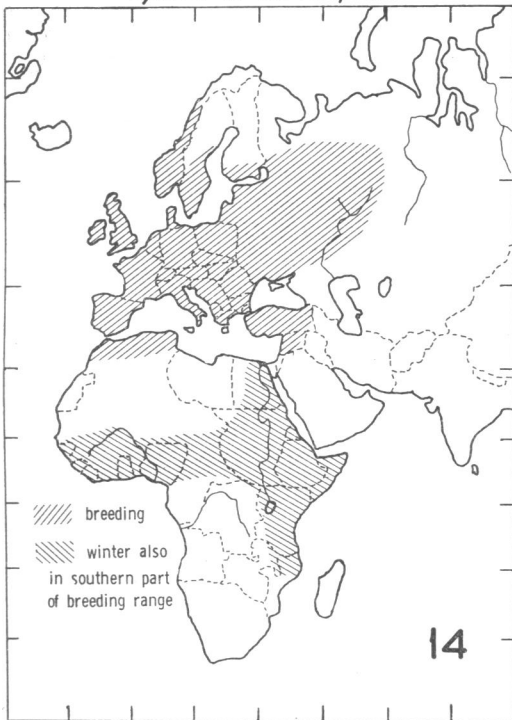 breeding
winter also
in southern part
of breeding range
14